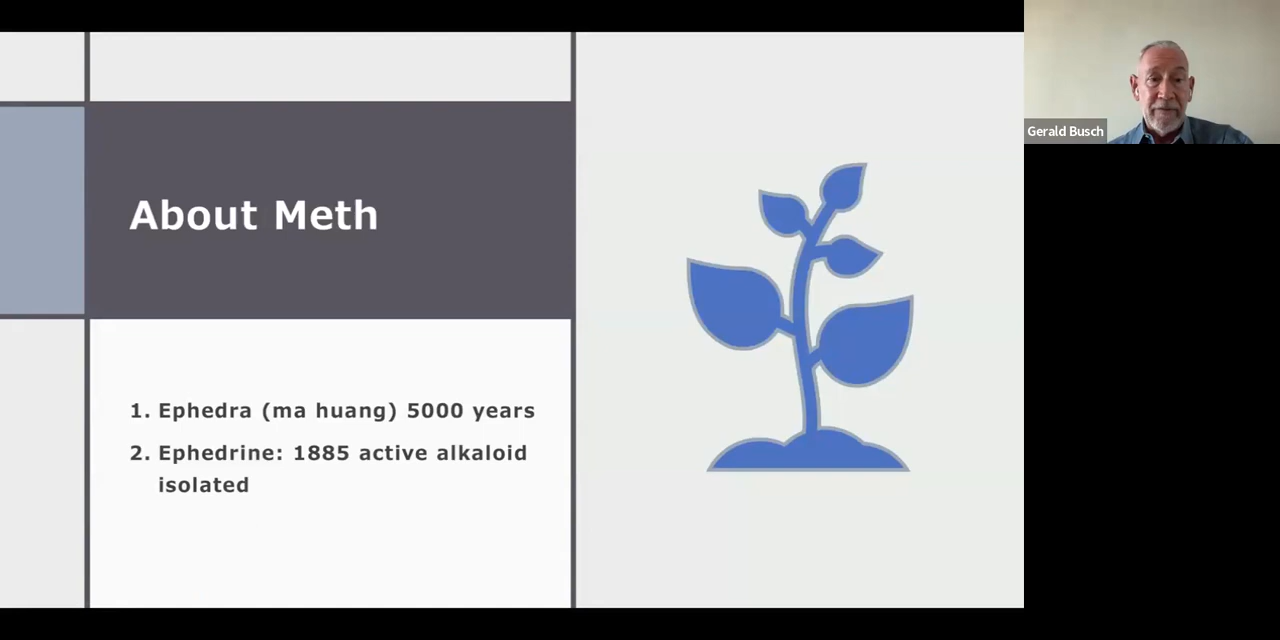 About Meth
1. Ephedra (ma huang) 5000 years
2. Ephedrine: 1885 active alkaloid
isolated
Gerald Busch